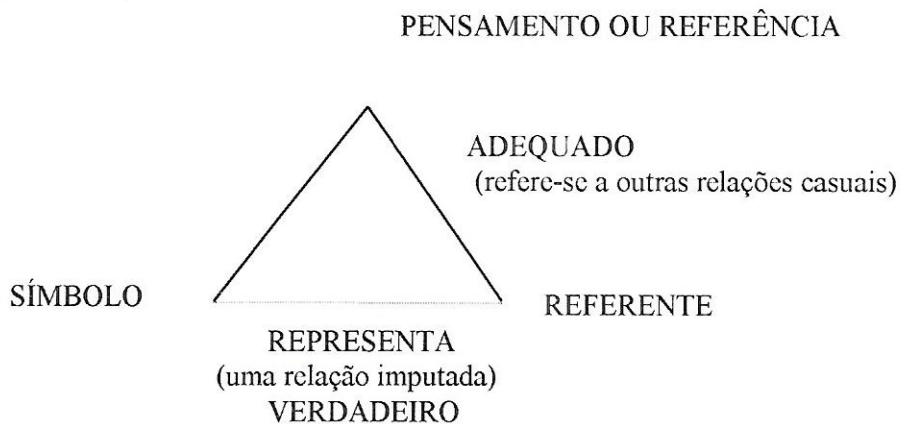 PENSAMENTO OU REFERÊNCIA
ADEQUADO
(refere-se a outras relações casuais)
SÍMBOLO
REFERENTE
REPRESENTA
(uma relação imputada)
VERDADEIRO